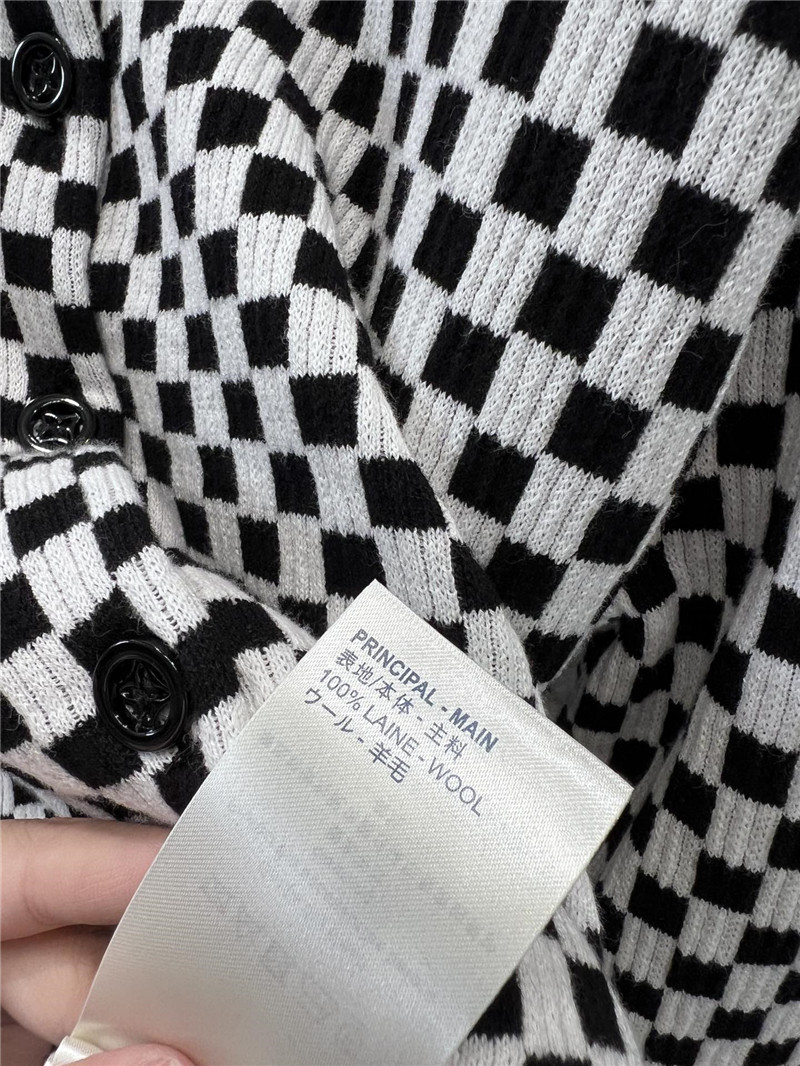 PRINCIPAL - MAIN
表地/本体 - 主料
100% LAINE - WOOL
ウール - 羊毛